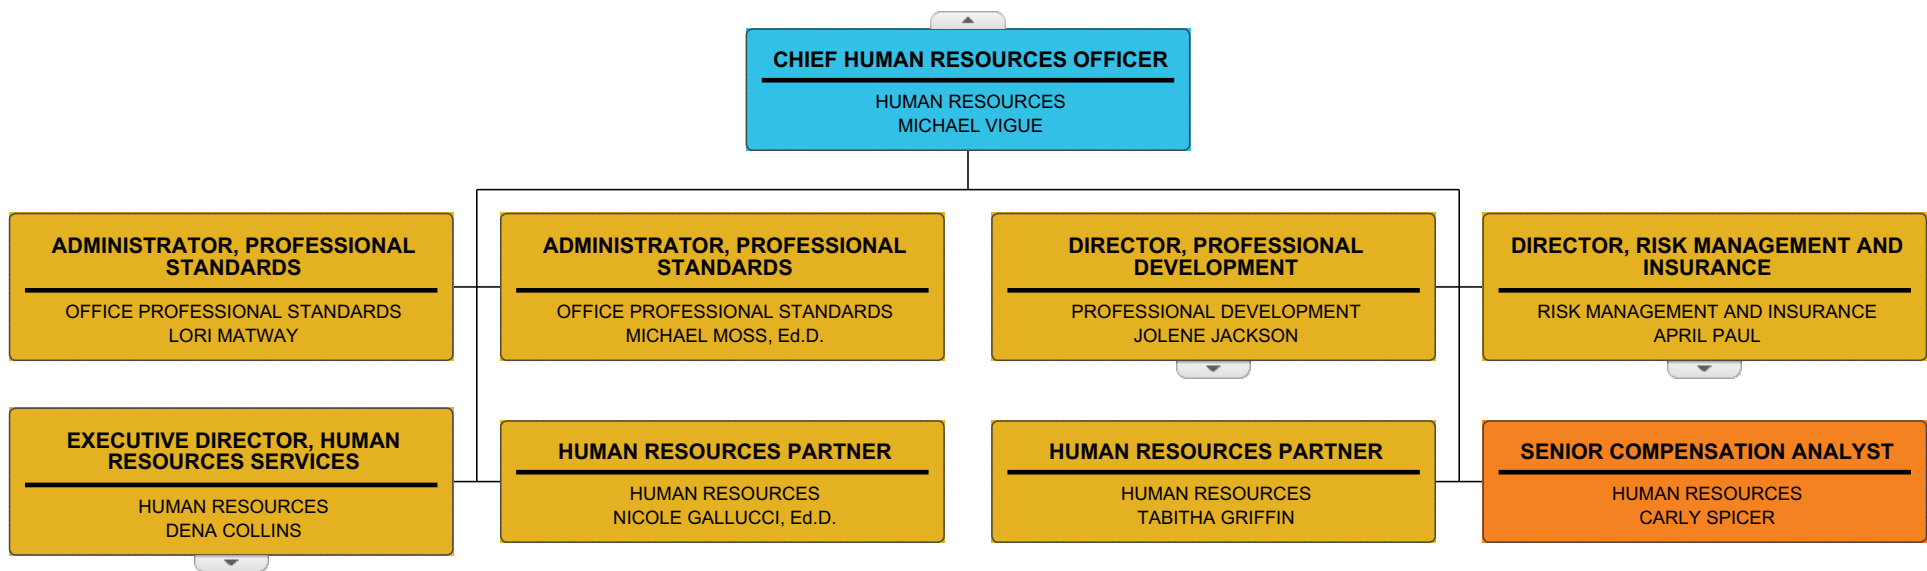 CHIEF HUMAN RESOURCES OFFICER
HUMAN RESOURCES
MICHAEL VIGUE
ADMINISTRATOR, PROFESSIONAL
STANDARDS
OFFICE PROFESSIONAL STANDARDS
LORI MATWAY
ADMINISTRATOR, PROFESSIONAL
STANDARDS
OFFICE PROFESSIONAL STANDARDS
MICHAEL MOSS, Ed.D.
DIRECTOR, PROFESSIONAL
DEVELOPMENT
PROFESSIONAL DEVELOPMENT
JOLENE JACKSON
DIRECTOR, RISK MANAGEMENT AND
INSURANCE
RISK MANAGEMENT AND INSURANCE
APRIL PAUL
EXECUTIVE DIRECTOR, HUMAN
RESOURCES SERVICES
HUMAN RESOURCES
DENA COLLINS
HUMAN RESOURCES PARTNER
HUMAN RESOURCES
NICOLE GALLUCCI, Ed.D.
HUMAN RESOURCES PARTNER
HUMAN RESOURCES
TABITHA GRIFFIN
SENIOR COMPENSATION ANALYST
HUMAN RESOURCES
CARLY SPICER